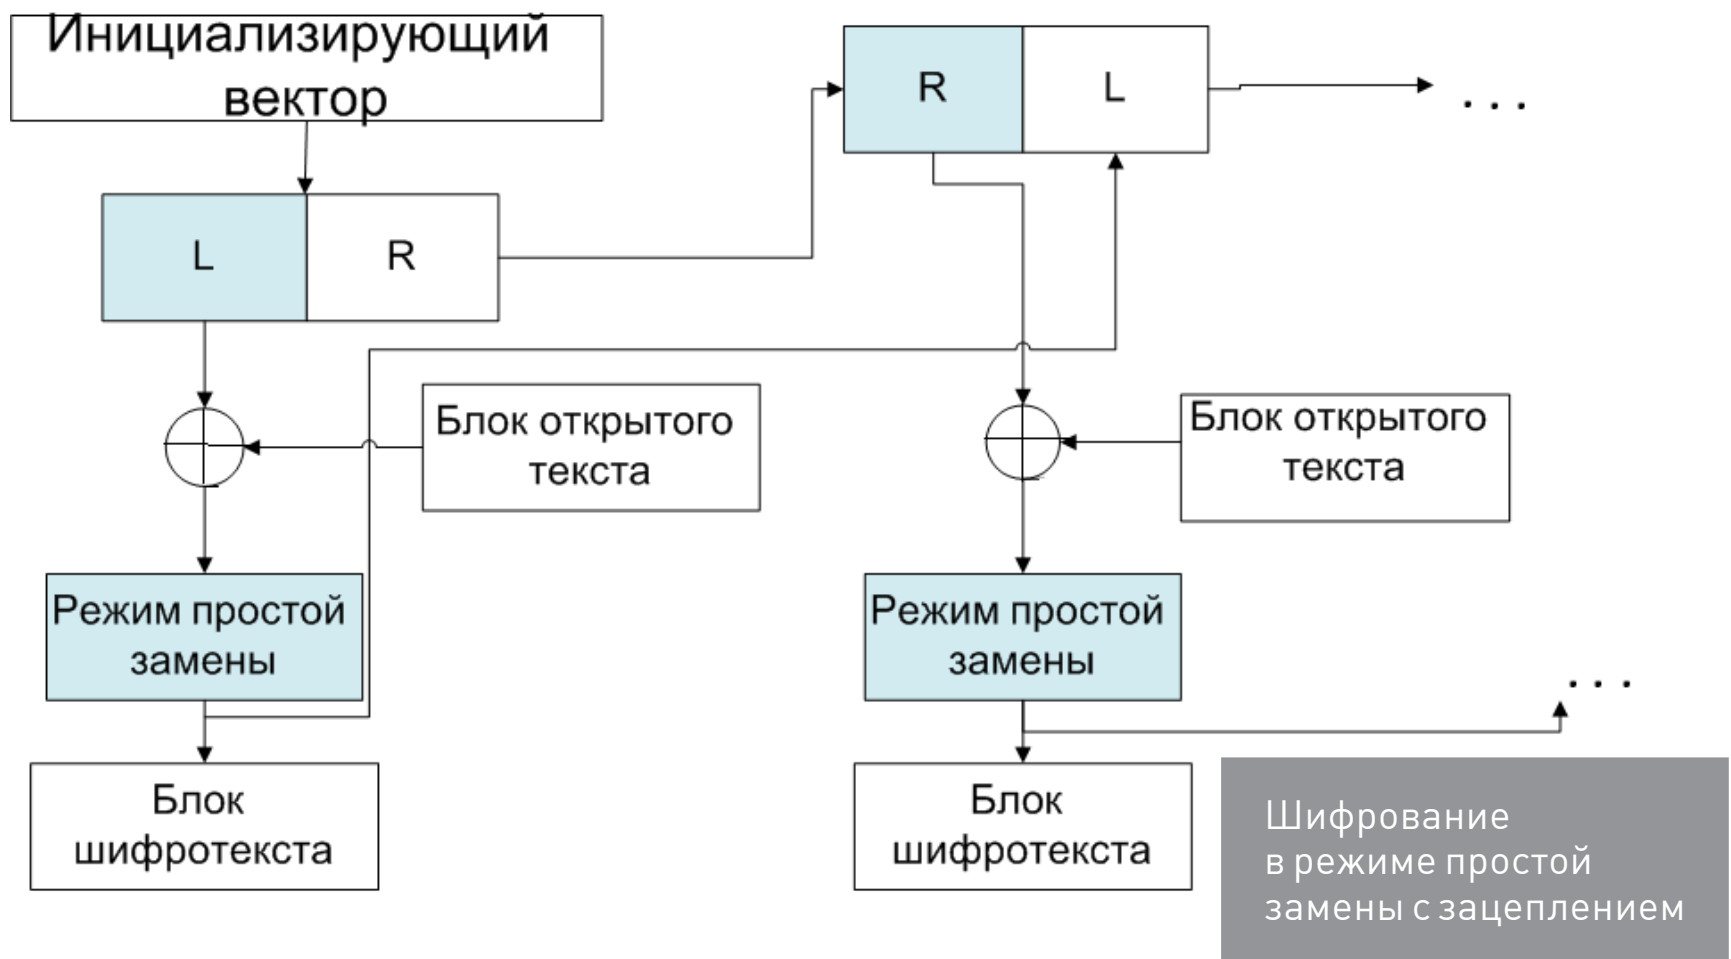 Инициализирующий
вектор
R
L
. . .
L
R
Блок открытого
текста
Блок открытого
текста
Режим простой
замены
Режим простой
замены
. . .
Блок
шифротекста
Блок
шифротекста
Шифрование
в режиме простой
замены с зацеплением